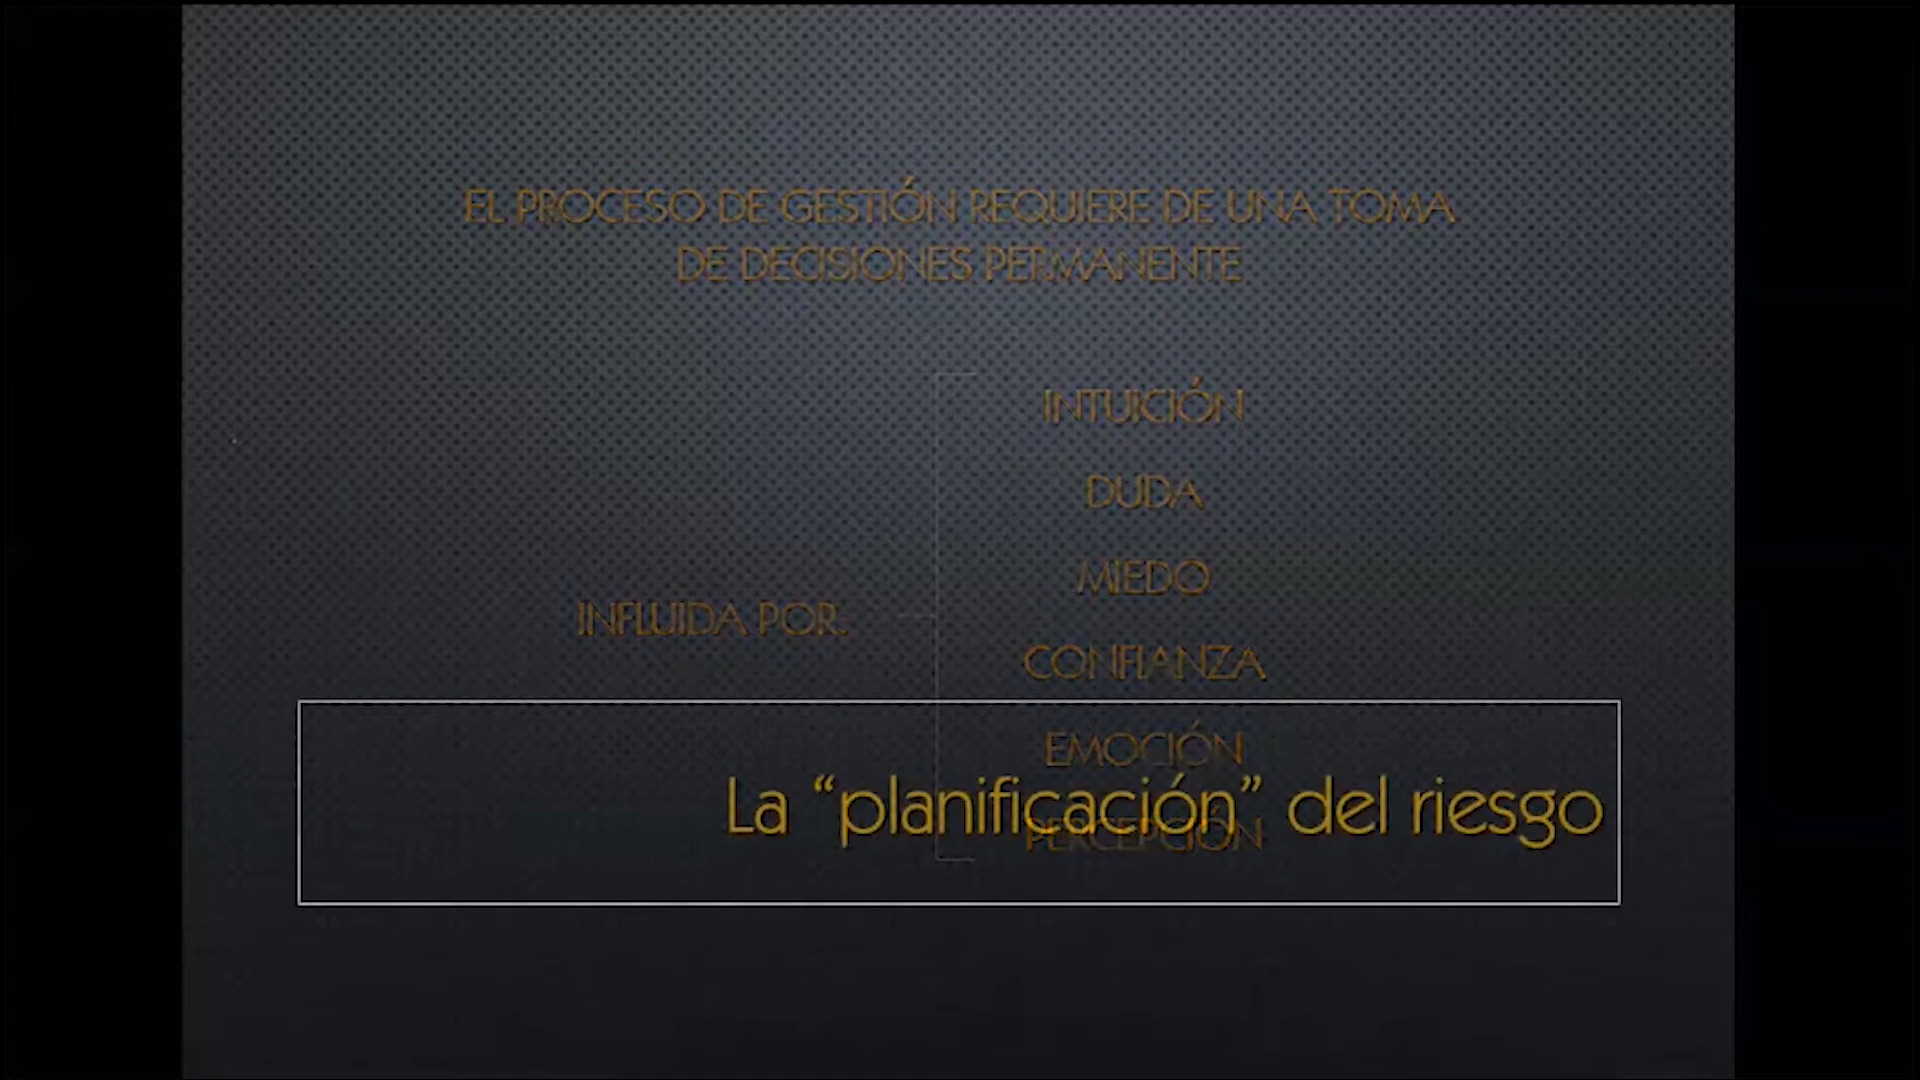 EL PROCESO DE GESTIÓN REQUIERE DE UNA TOMA
DE DECISIONES PERMANENTE
INFLUIDA POR:
INTUICIÓN
DUDA
MIEDO
CONFIANZA
EMOCIÓN
PERCEPCIÓN
La “planificación” del riesgo